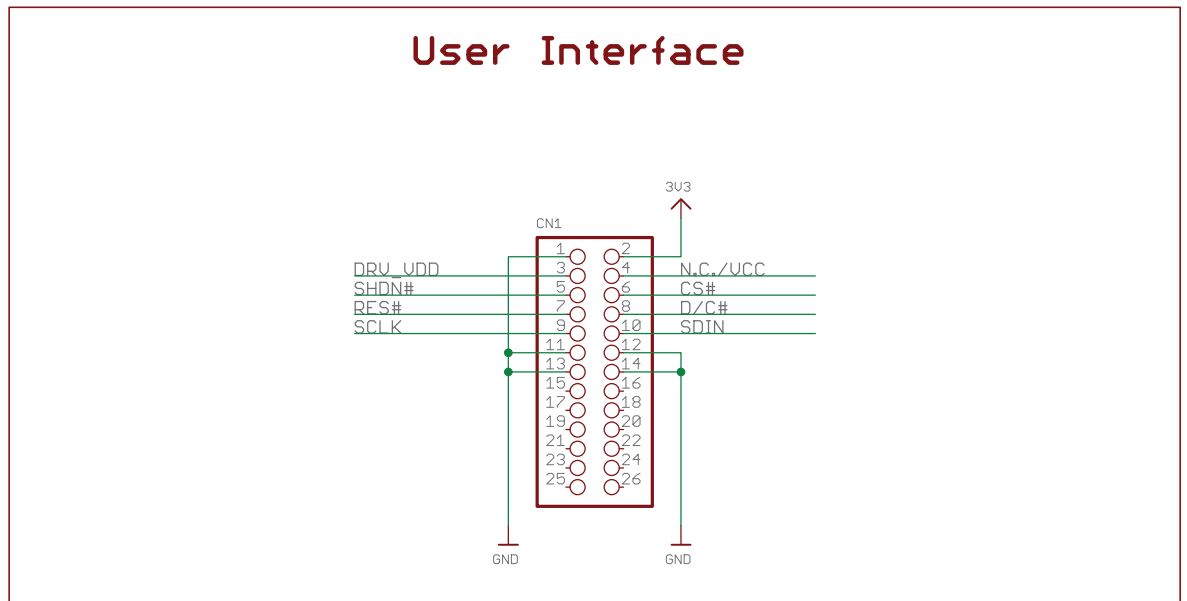 User Interface
3V3
CN1
1 2
DRV_VDD 3 4 N.C./VCC
SHDN# 5 6 CS#
RES# 7 8 D/C#
SCLK 9 10 SDIN
11 12
13 14
15 16
17 18
19 20
21 22
23 24
25 26
GND GND